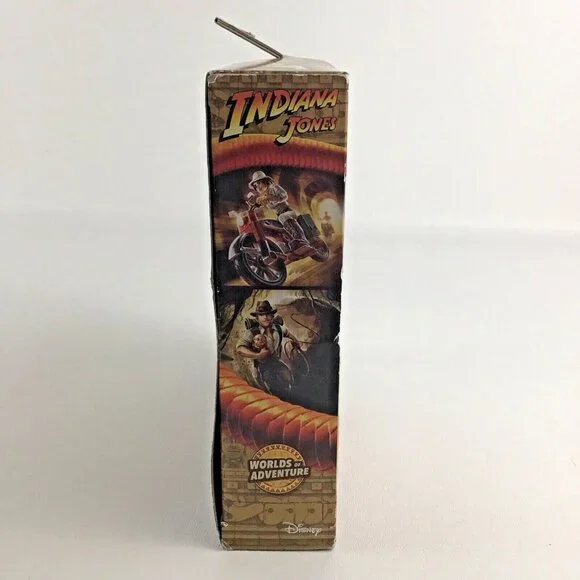 INDIANA
JONES
WORLDS OF
ADVENTURE
Disney